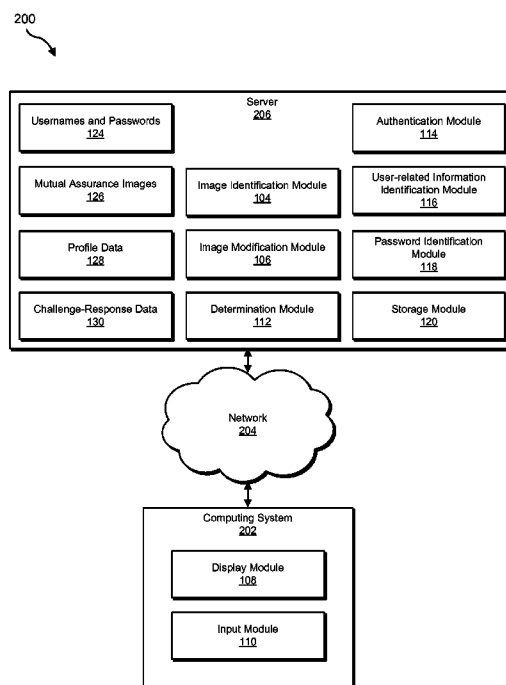 200
Server
206
Usernames and Passwords
124
Authentication Module
114
Mutual Assurance Images
126
Image Identification Module
104
User-related Information
Identification Module
116
Profile Data
128
Image Modification Module
106
Password Identification
Module
118
Challenge-Response Data
130
Determination Module
112
Storage Module
120
Network
204
Computing System
202
Display Module
108
Input Module
110